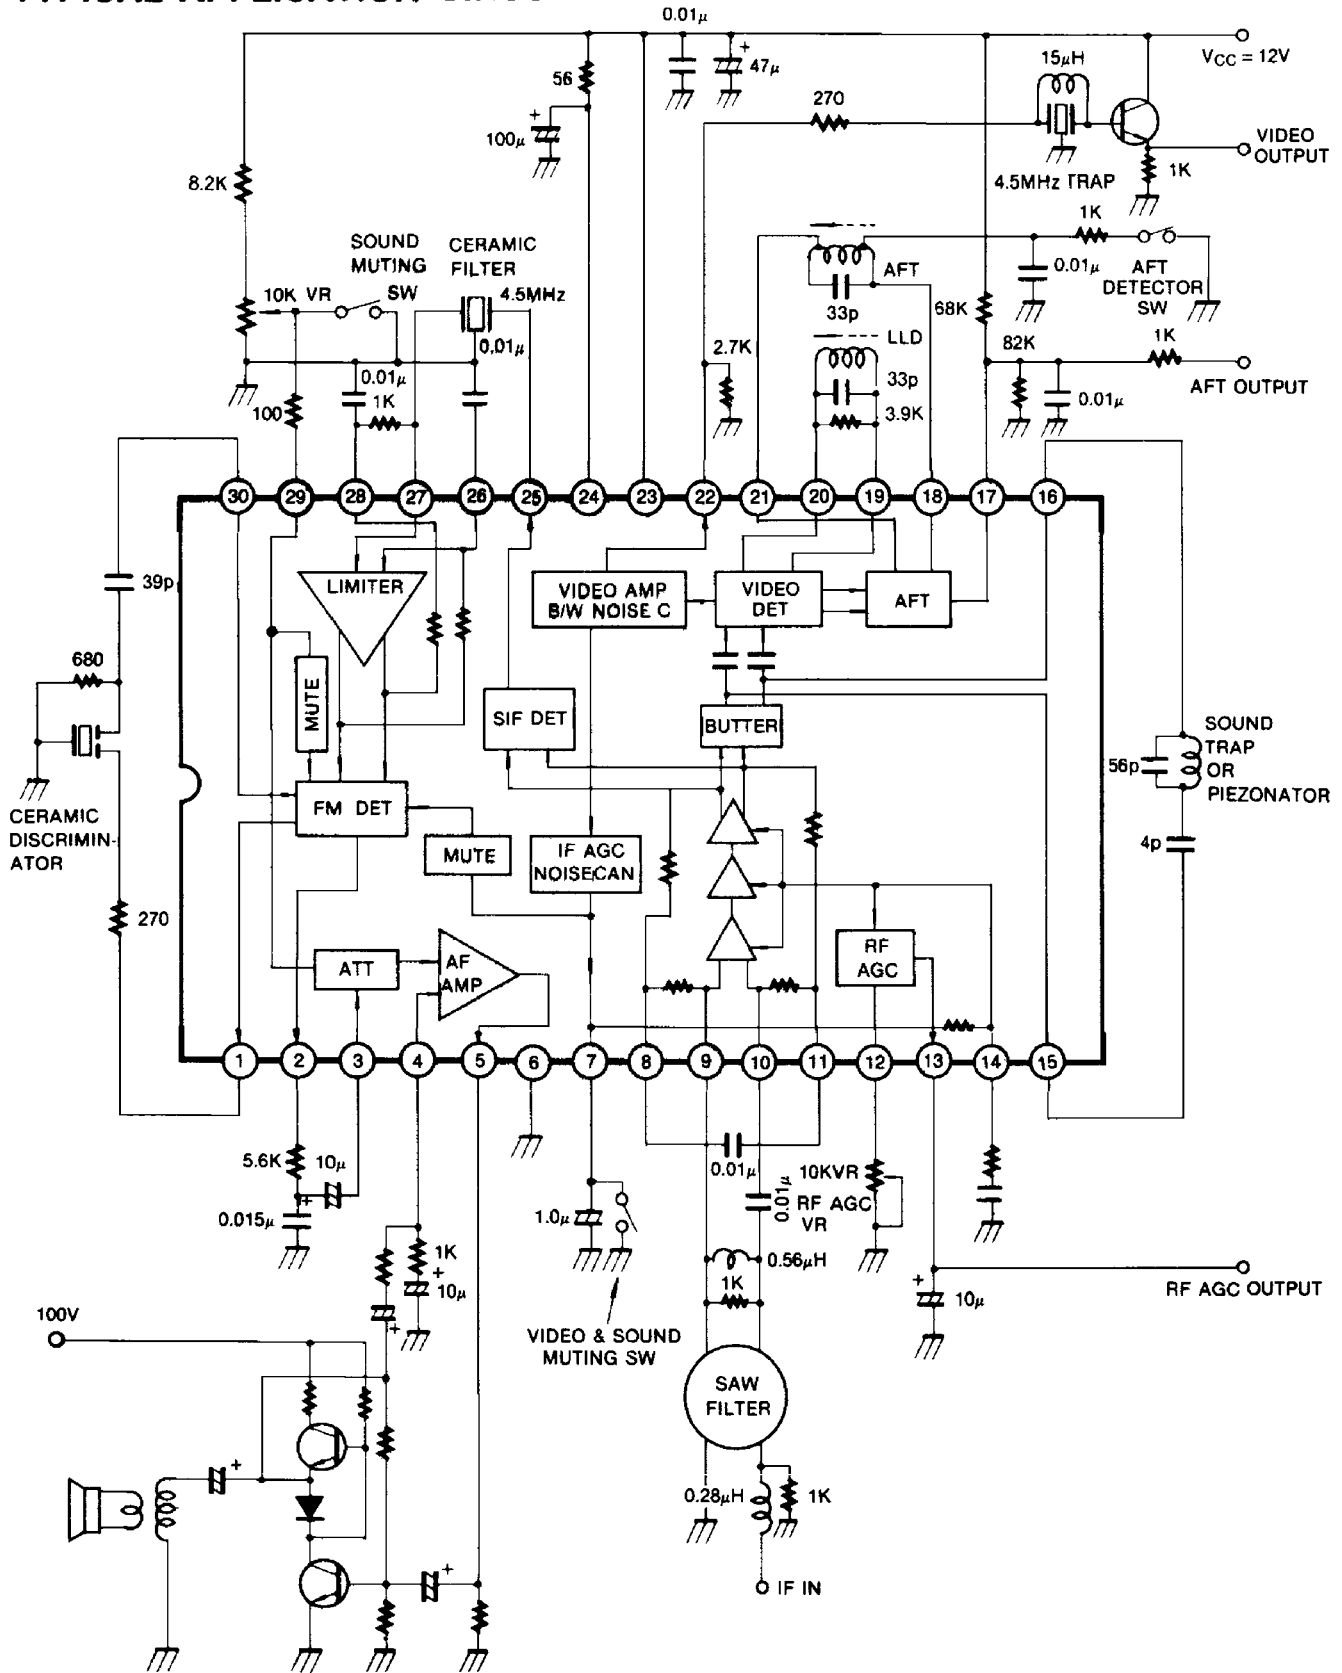 0.01μ
+
47μ
VCC = 12V
15μH
56
270
+
100μ
VIDEO
OUTPUT
1K
4.5MHz TRAP
8.2K
SOUND
MUTING
SW
CERAMIC
FILTER
4.5MHz
10K VR
0.01μ
AFT
33p
1K
0.01μ
AFT
DETECTOR
SW
68K
LLD
2.7K
33p
3.9K
82K
1K
0.01μ
AFT OUTPUT
0.01μ
1K
100
30 29 28 27 26 25 24 23 22 21 20 19 18 17 16
39p
LIMITER
VIDEO AMP
B/W NOISE C
VIDEO
DET
AFT
680
MUTE
SIF DET
BUTTER
SOUND
TRAP
OR
PIEZONATOR
56p
4p
CERAMIC
DISCRIMIN-
ATOR
FM DET
MUTE
IF AGC
NOISECAN
270
ATT
AF
AMP
RF
AGC
1 2 3 4 5 6 7 8 9 10 11 12 13 14 15
5.6K
10μ
+
0.015μ
1K
+
10μ
+
1.0μ
VIDEO & SOUND
MUTING SW
0.01μ
0.01μ
10KVR
RF AGC
VR
0.56μH
1K
+
10μ
RF AGC OUTPUT
100V
SAW
FILTER
+
0.28μH
1K
+
IF IN